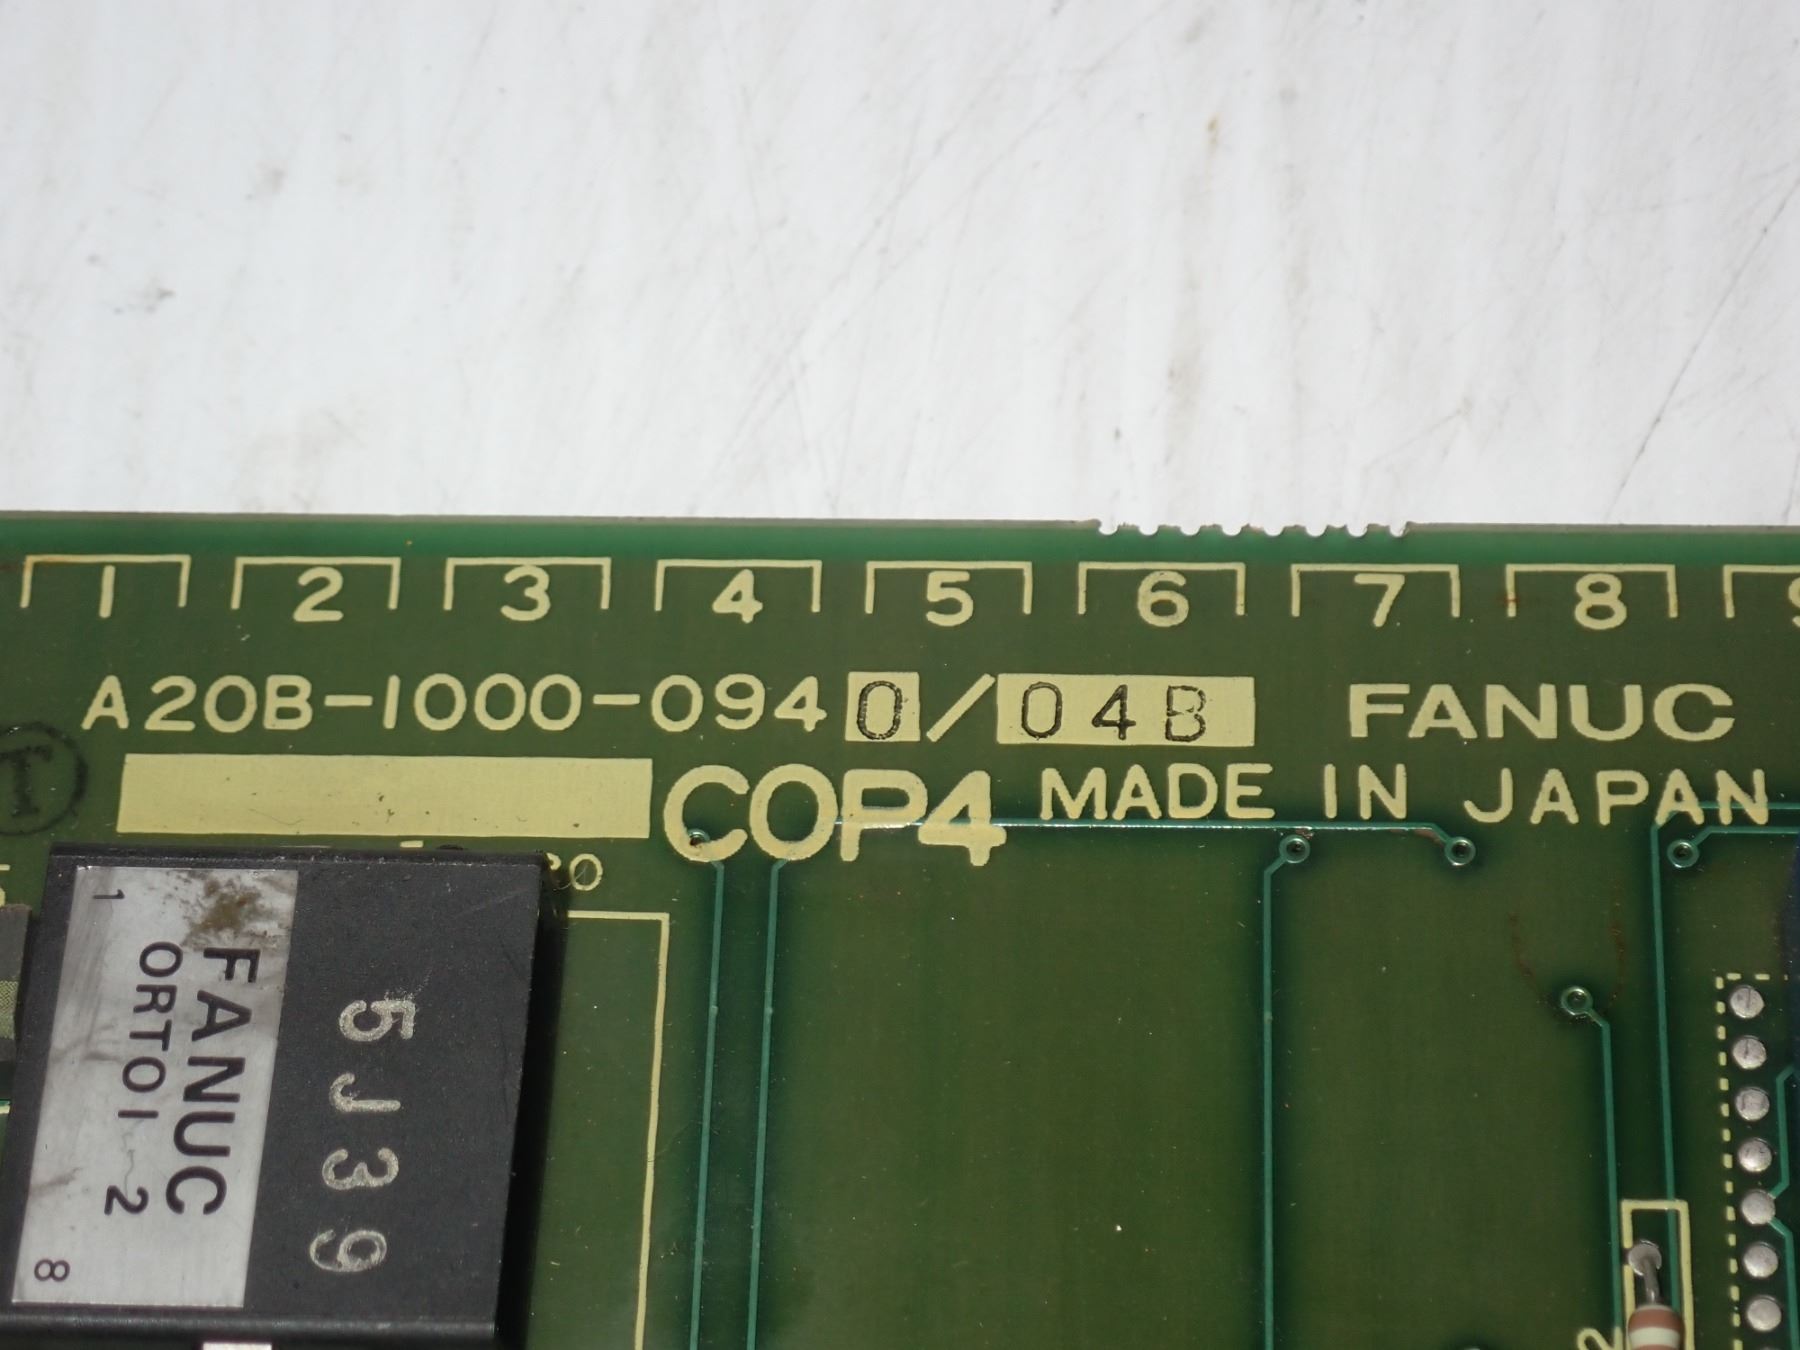 1 2 3 4 5 6 7 8
A20B-1000-0940/04B FANUC
COP4 MADE IN JAPAN
T
1 8
FANUC
ORT01-2
5J39